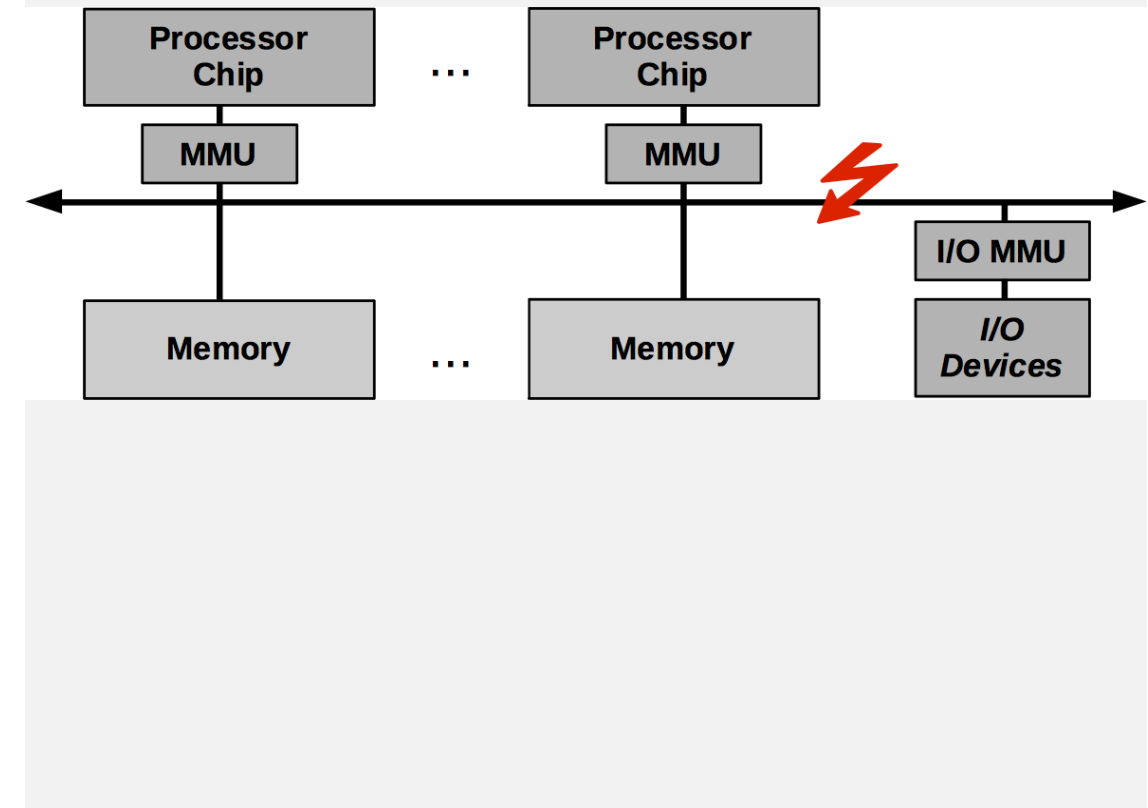 Processor
Chip
...
Processor
Chip
MMU
MMU
I/O MMU
Memory
...
Memory
I/O
Devices